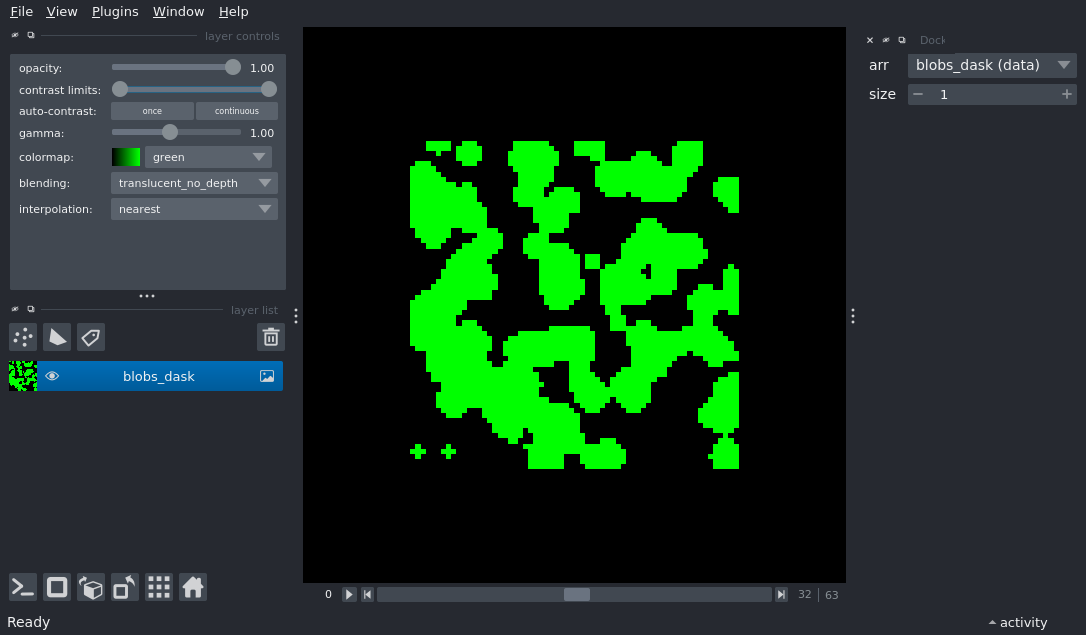 File View Plugins Window Help
layer controls
opacity: 1.00
contrast limits:
auto-contrast: once continuous
gamma: 1.00
colormap: green
blending: translucent_no_depth
interpolation: nearest
layer list
blobs_dask
0 32 63
Dock
arr blobs_dask (data)
size 1
Ready
activity